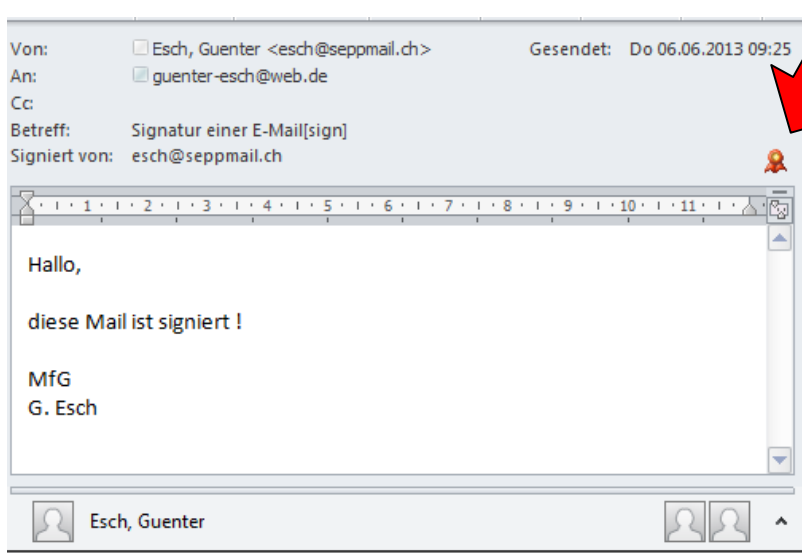 Von: Esch, Guenter <esch@seppmail.ch> Gesendet: Do 06.06.2013 09:25
An: guenter-esch@web.de
Cc:
Betreff: Signatur einer E-Mail[sign]
Signiert von: esch@seppmail.ch
1 2 3 4 5 6 7 8 9 10 11
Hallo,
diese Mail ist signiert !
MfG
G. Esch
Esch, Guenter